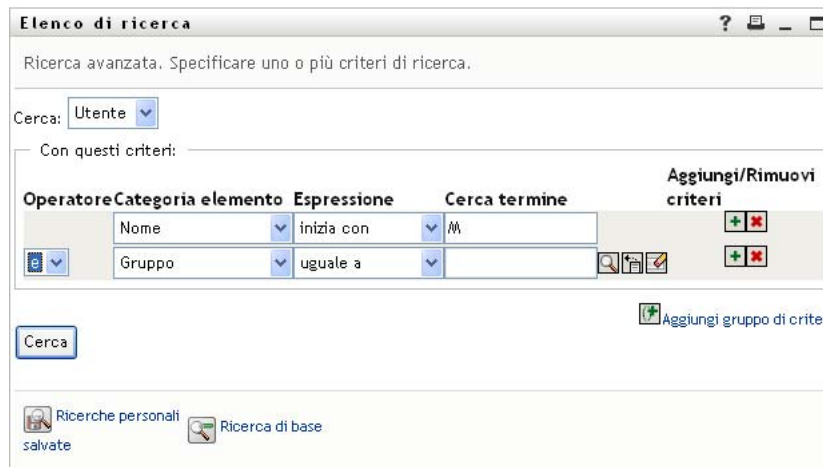 Elenco di ricerca
Ricerca avanzata. Specificare uno o più criteri di ricerca.
Cerca: Utente
Con questi criteri:
Operatore Categoria elemento Espressione Cerca termine Aggiungi/Rimuovi criteri
Nome inizia con M
e Gruppo uguale a
Aggiungi gruppo di crite
Cerca
Ricerche personali salvate
Ricerca di base